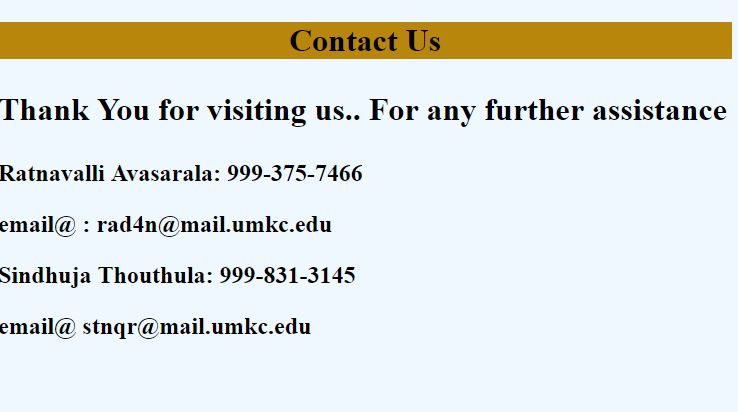 Contact Us
Thank You for visiting us.. For any further assistance
Ratnavalli Avasarala: 999-375-7466
email@ : rad4n@mail.umkc.edu
Sindhuja Thouthula: 999-831-3145
email@ stnqr@mail.umkc.edu